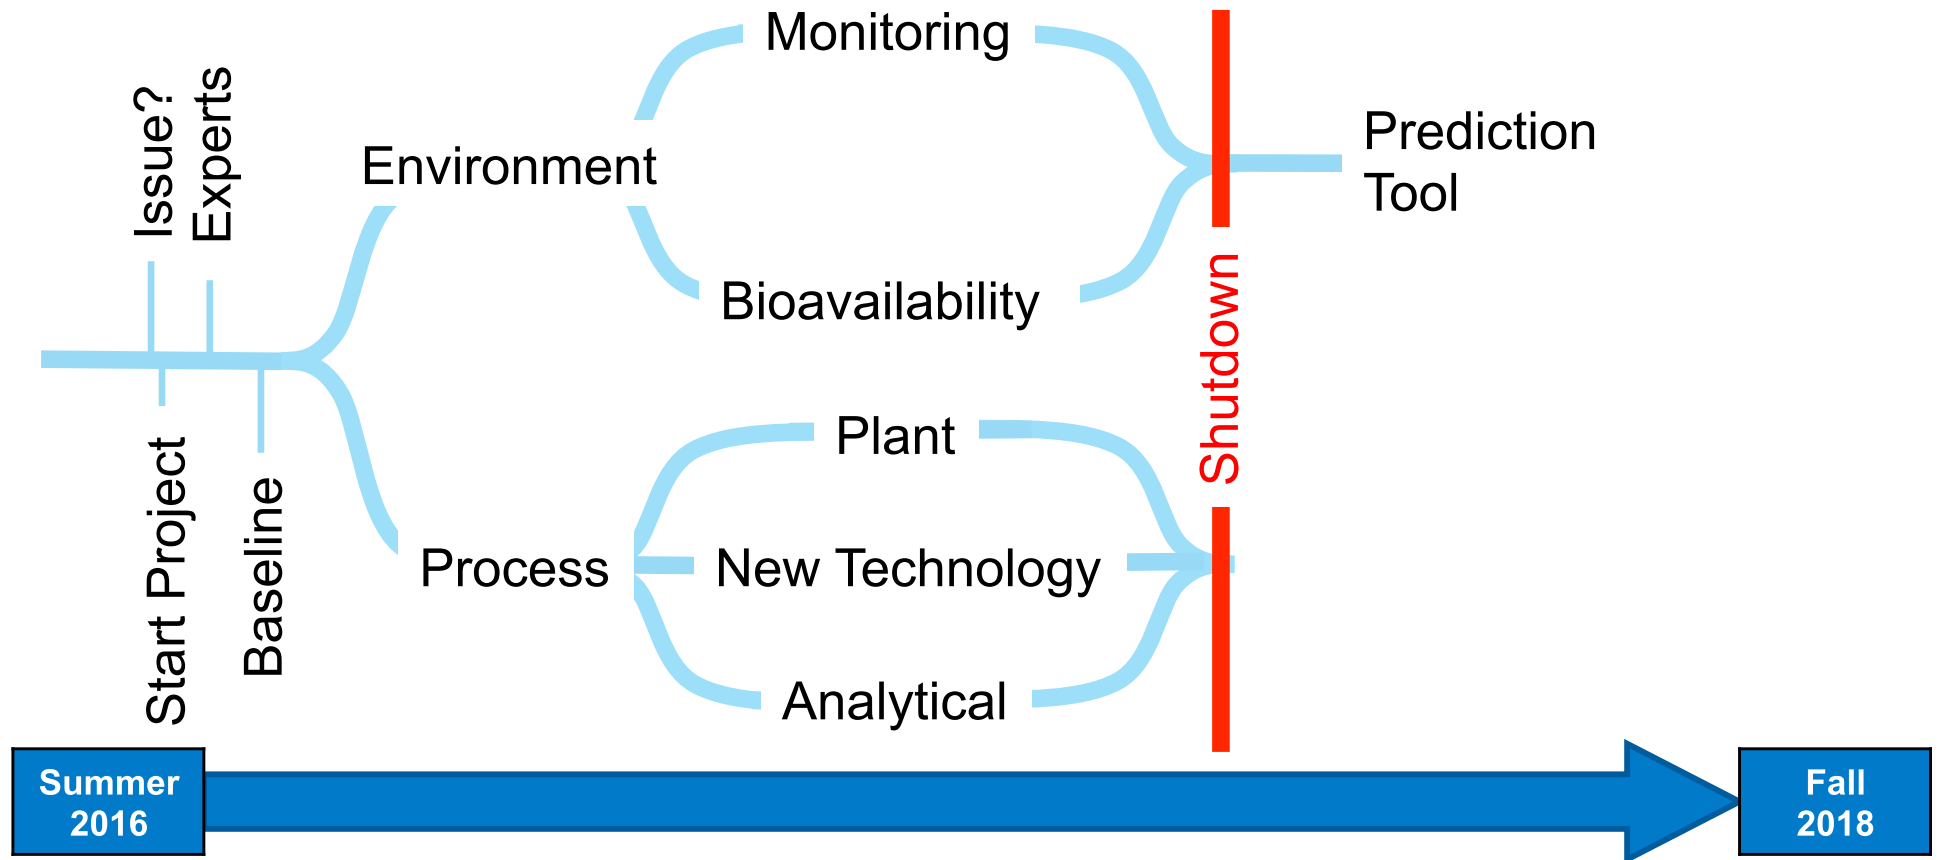 Issue?
Experts
Start Project
Baseline
Environment
Process
Monitoring
Bioavailability
Plant
New Technology
Analytical
Shutdown
Prediction
Tool
Summer
2016
Fall
2018